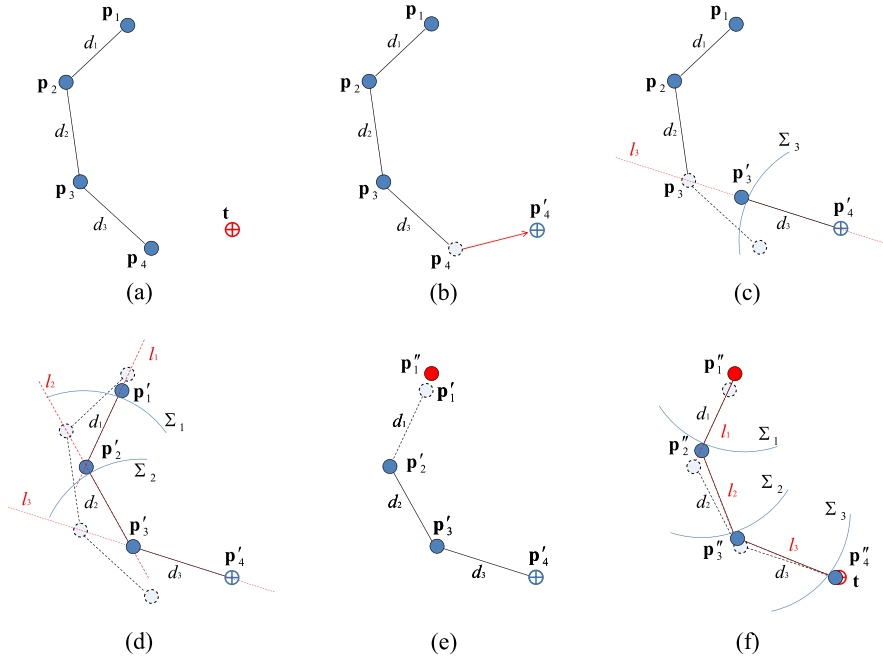 p1
d1
p2
d2
p3
d3
t
p4
(a)
p1
d1
p2
d2
p3
d3
p4
p′4
(b)
p1
d1
p2
d2
l3
Σ3
p3
p′3
d3
p′4
(c)
l1
l2
p′1
d1
Σ1
p′2
Σ2
d2
l3
p′3
d3
p′4
(d)
p″1
p′1
d1
p′2
d2
p′3
d3
p′4
(e)
p″1
d1
l1
Σ1
p″2
d2
l2
Σ2
Σ3
p″3
l3
d3
p″4
t
(f)